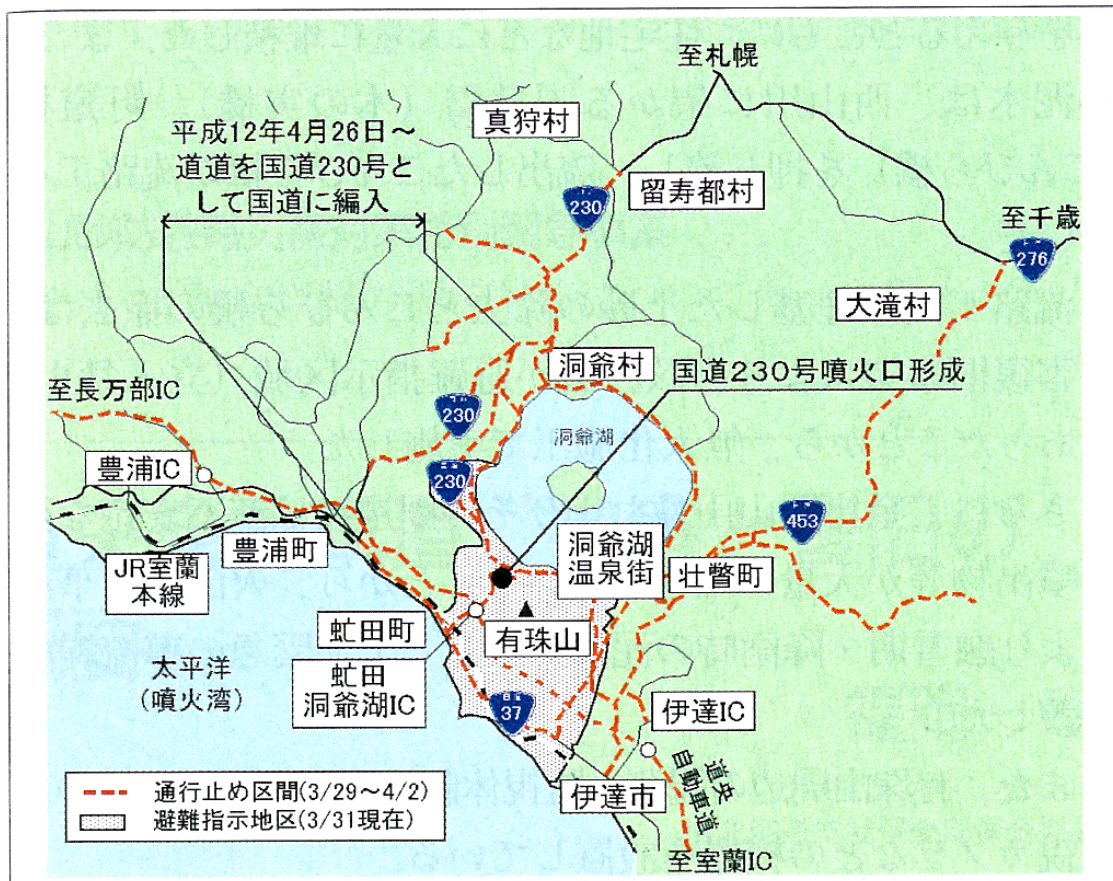 至札幌
真狩村
平成12年4月26日～
道道を国道230号と
して国道に編入
留寿都村
230
至千歳
276
大滝村
洞爺村
国道230号噴火口形成
至長万部IC
230
洞爺湖
豊浦IC
230
453
豊浦町
洞爺湖
温泉街
壮瞥町
JR室蘭
本線
虻田町
有珠山
太平洋
(噴火湾)
虻田
洞爺湖IC
37
伊達IC
道央
自動車道
通行止め区間(3/29～4/2)
避難指示地区(3/31現在)
伊達市
至室蘭IC